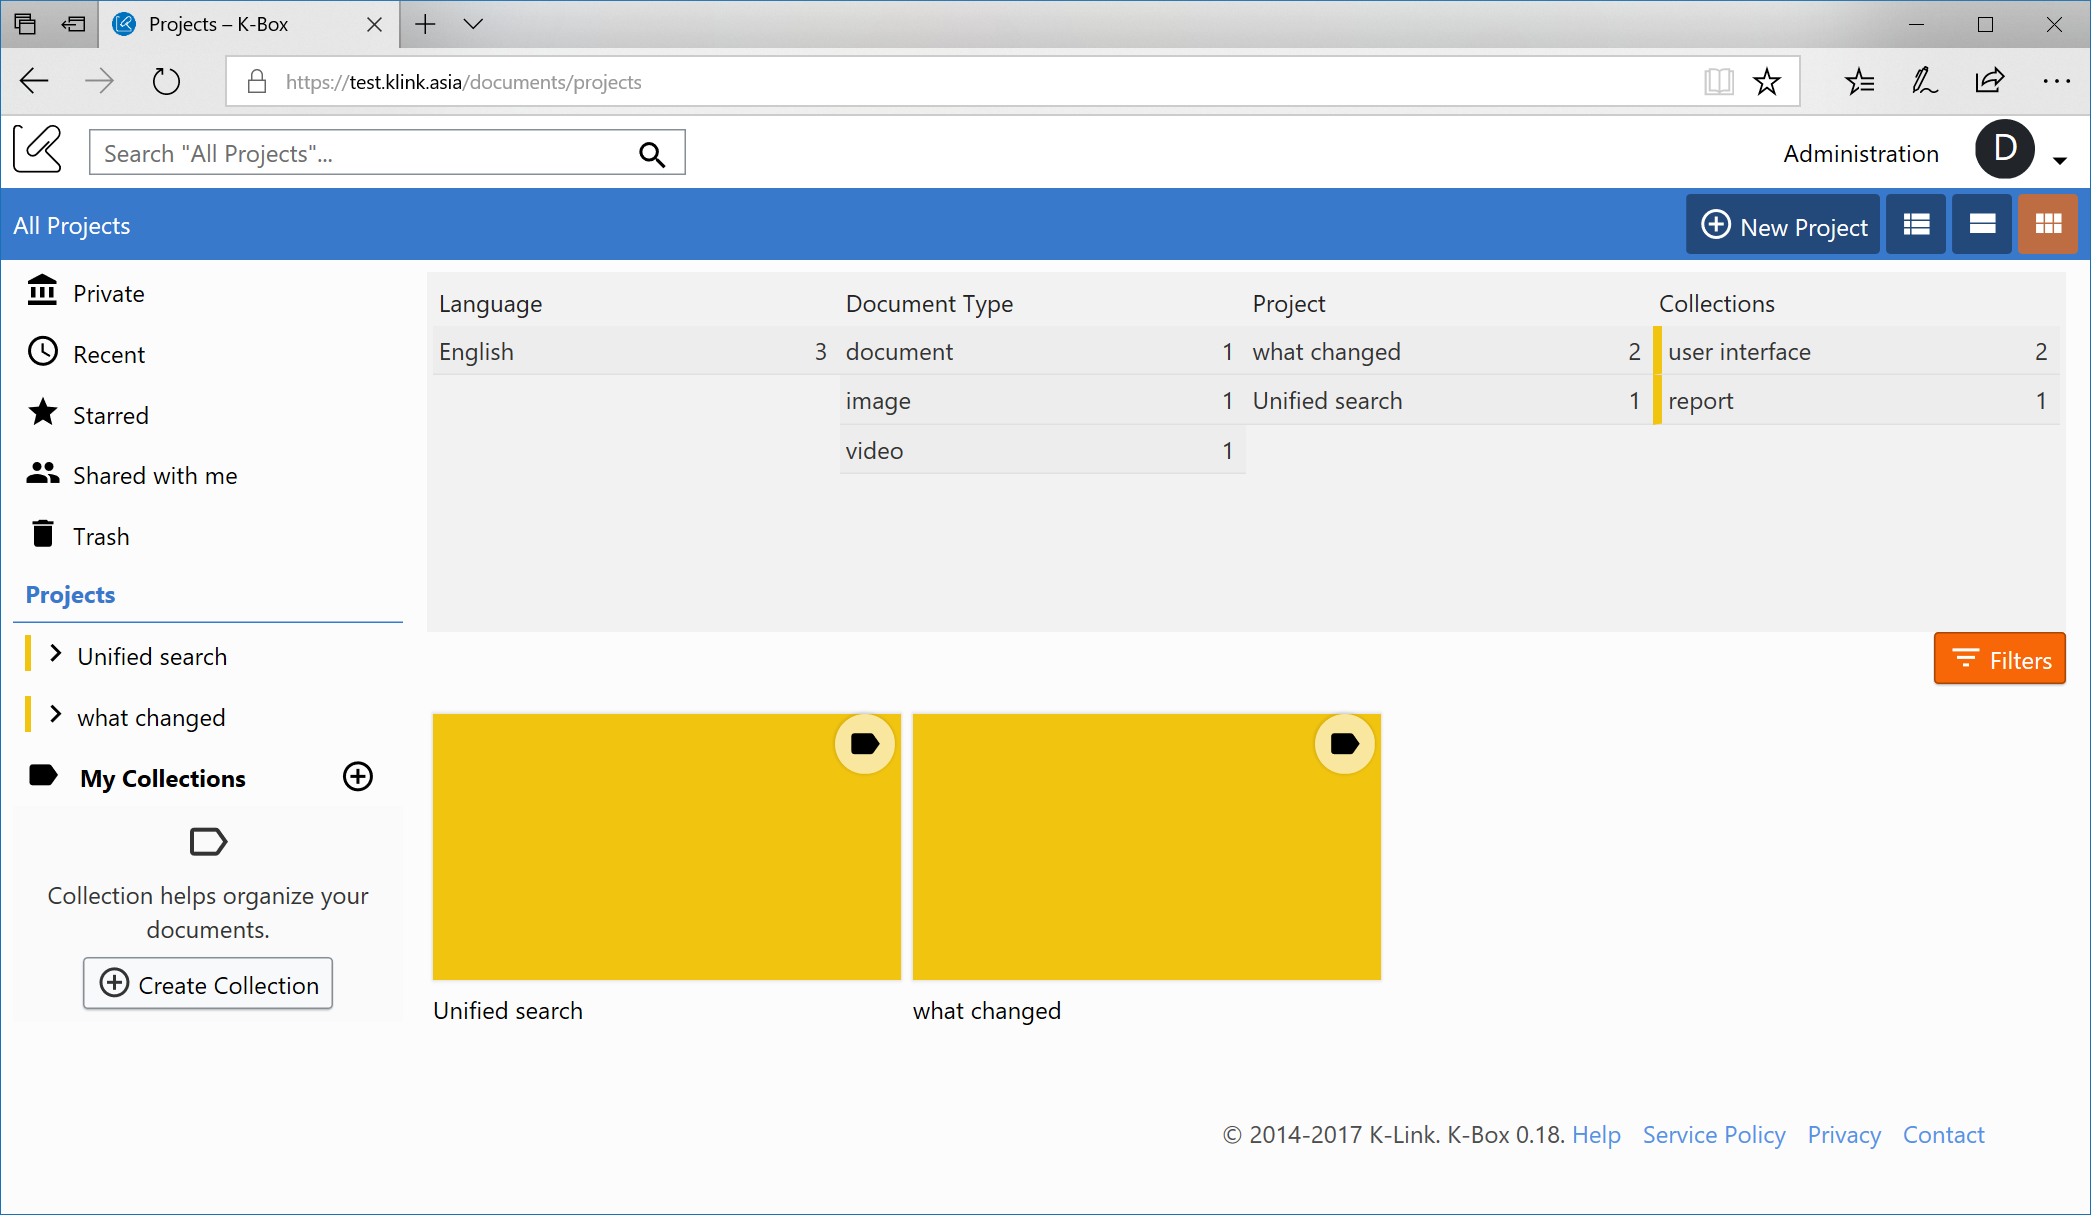 Projects – K-Box
https://test.klink.asia/documents/projects
Search "All Projects"...
Administration
D
All Projects
New Project
Private
Recent
Starred
Shared with me
Trash
Projects
Unified search
what changed
My Collections
Collection helps organize your
documents.
Create Collection
Language Document Type Project Collections
English 3 document 1 what changed 2 user interface 2
image 1 Unified search 1 report 1
video 1
Filters
Unified search what changed
© 2014-2017 K-Link. K-Box 0.18. Help Service Policy Privacy Contact